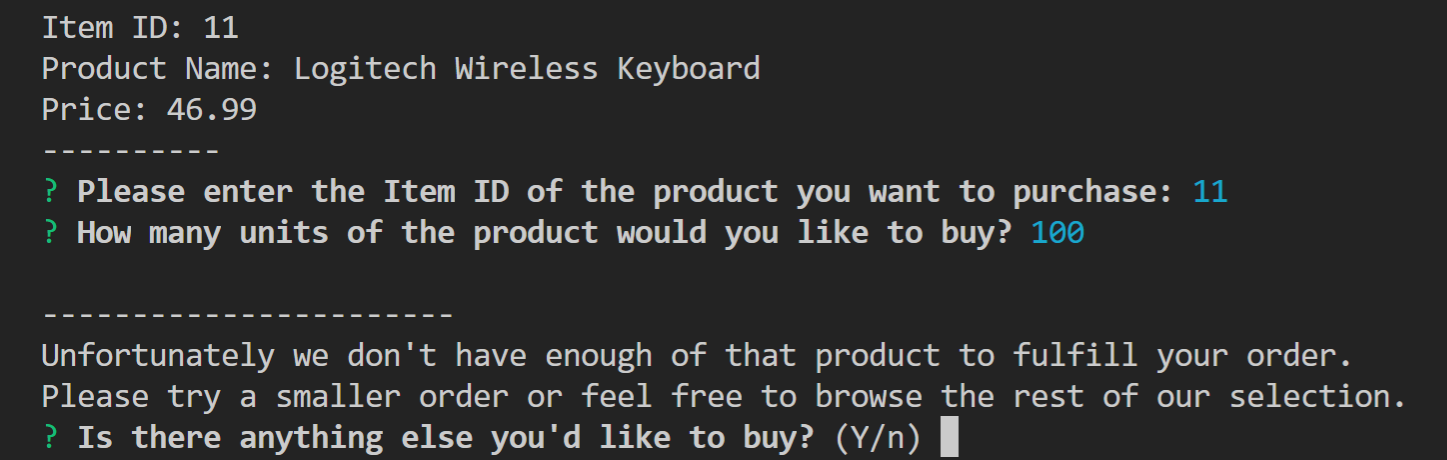 Item ID: 11
Product Name: Logitech Wireless Keyboard
Price: 46.99
----------
? Please enter the Item ID of the product you want to purchase: 11
? How many units of the product would you like to buy? 100
-----------------------
Unfortunately we don't have enough of that product to fulfill your order.
Please try a smaller order or feel free to browse the rest of our selection.
? Is there anything else you'd like to buy? (Y/n)